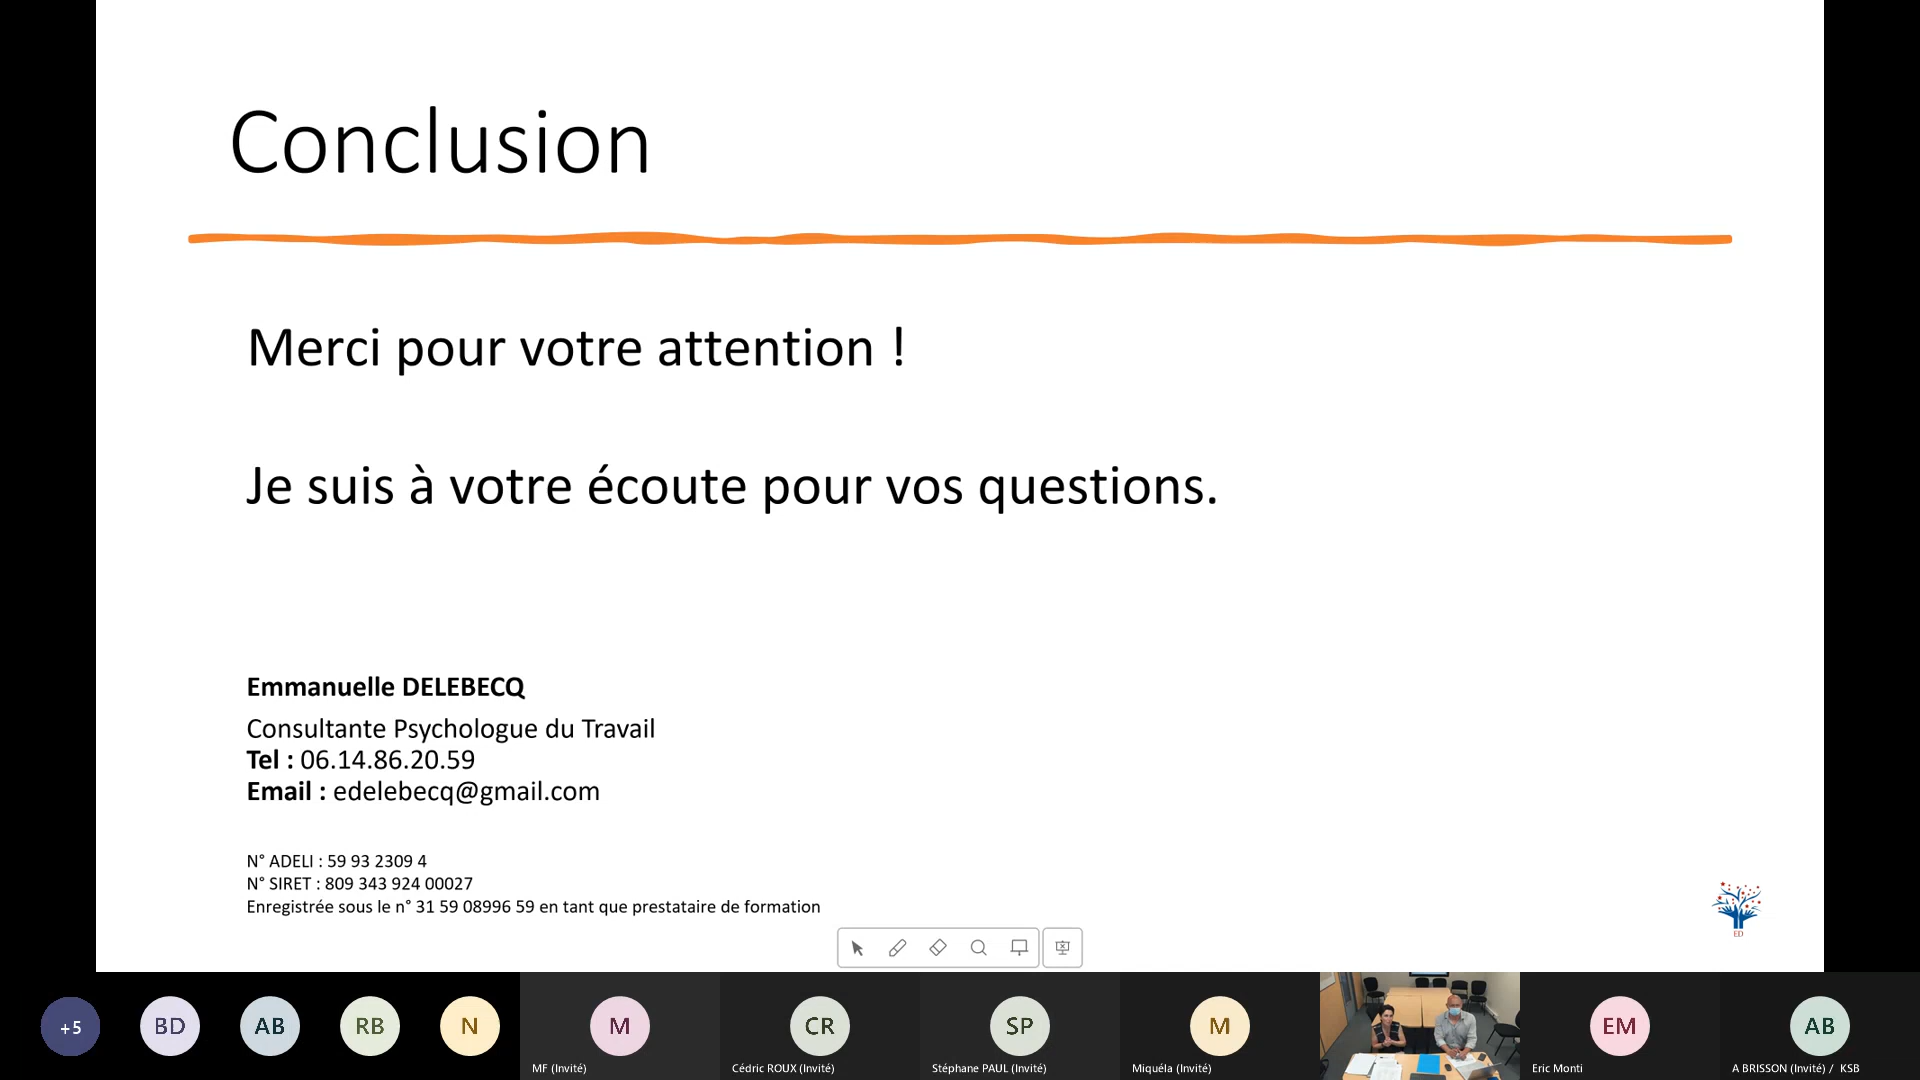 Conclusion
Merci pour votre attention !
Je suis à votre écoute pour vos questions.
Emmanuelle DELEBECQ
Consultante Psychologue du Travail
Tel : 06.14.86.20.59
Email : edelebecq@gmail.com
N° ADELI : 59 93 2309 4
N° SIRET : 809 343 924 00027
Enregistrée sous le n° 31 59 08996 59 en tant que prestataire de formation
ED
+5
BD
AB
RB
N
M
MF (Invité)
CR
Cédric ROUX (Invité)
SP
Stéphane PAUL (Invité)
M
Miquéla (Invité)
EM
Eric Monti
AB
A BRISSON (Invité) / KSB